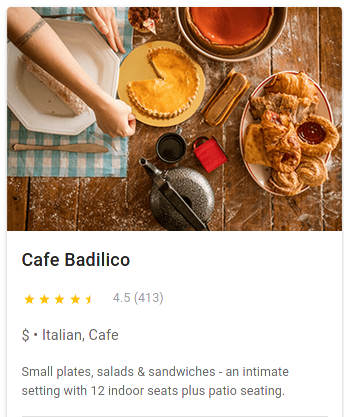 Cafe Badilico
4.5 (413)
$ • Italian, Cafe
Small plates, salads & sandwiches - an intimate
setting with 12 indoor seats plus patio seating.